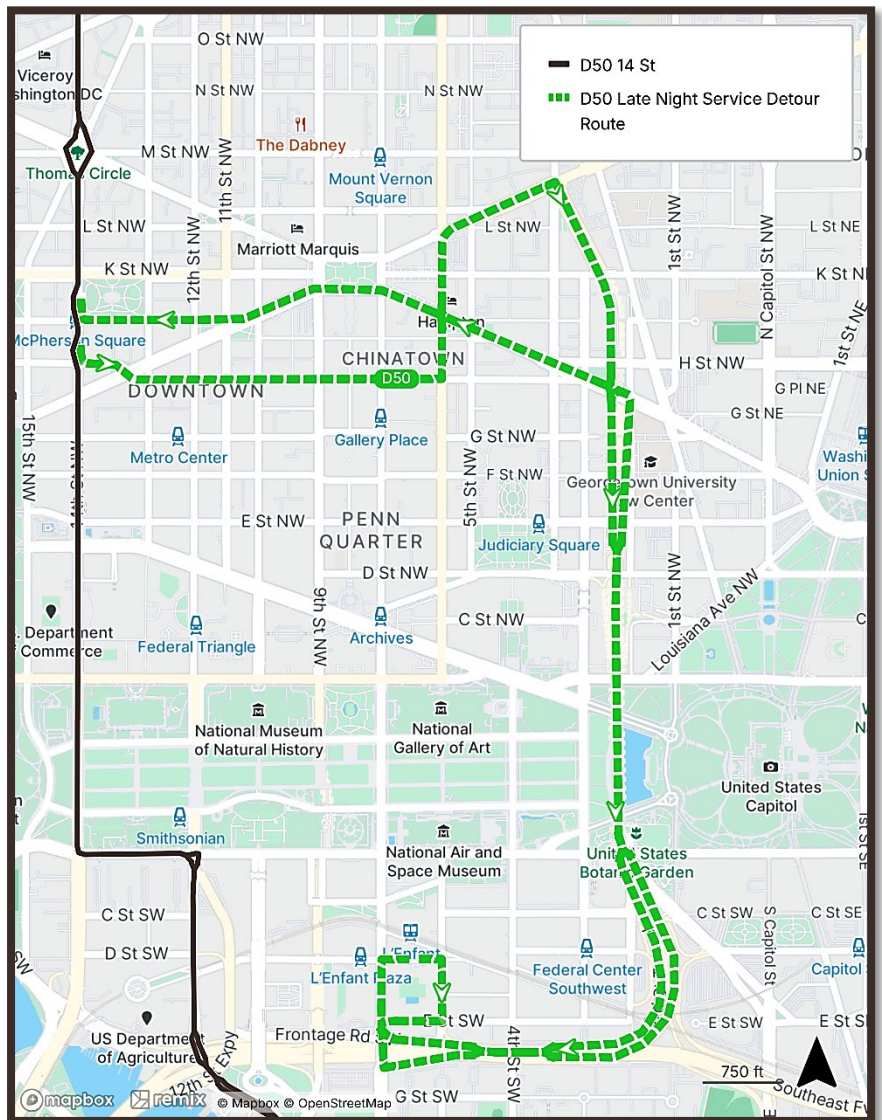 D50 14 St
D50 Late Night Service Detour
Route
O St NW
Viceroy
shington DC
N St NW
N St NW
11th St NW
The Dabney
M St NW
Mount Vernon
Square
Thomas Circle
L St NW
12th St NW
Marriott Marquis
L St NW
1st St NW
L St NE
K St NW
K St NE
N Capitol St NW
1st St NE
McPherson Square
CHINATOWN
H St NW
D50
DOWNTOWN
G Pl NE
G St NE
15th St NW
14th St NW
Metro Center
Gallery Place
G St NW
5th St NW
F St NW
Georgetown University
Law Center
Washi
Union S
E St NW
PENN
QUARTER
Judiciary Square
D St NW
1st St NW
9th St NW
Louisiana Ave NW
. Department
f Commerce
Federal Triangle
Archives
C St NW
National Museum
of Natural History
National
Gallery of Art
United States
Capitol
Smithsonian
National Air and
Space Museum
United States
Botanic Garden
1st St SE
C St SW
C St SW
C St SE
S Capitol St
D St SW
SW
L'Enfant
L'Enfant Plaza
Federal Center
Southwest
Capitol S
US Department
of Agriculture
12th St Expy
Frontage Rd S
E St SW
4th St SW
E St SW
E St SE
G St SW
750 ft
Southeast Fw
mapbox
remix
© Mapbox © OpenStreetMap